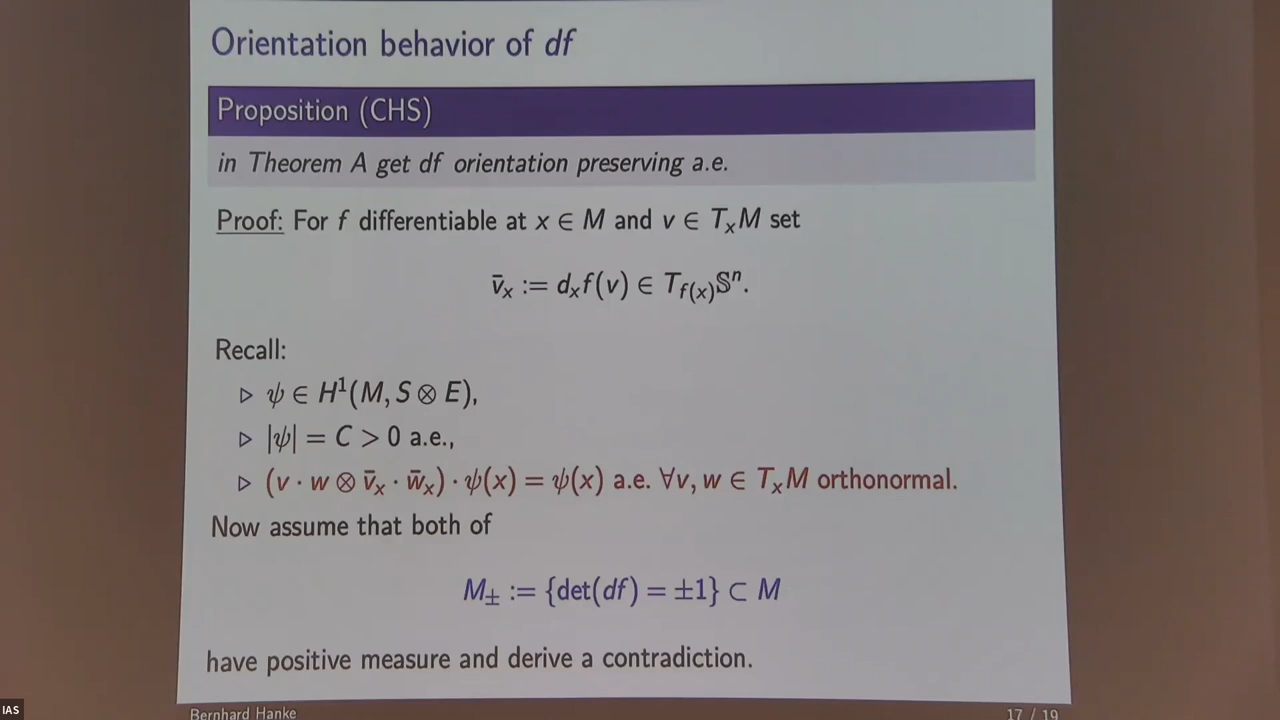 Orientation behavior of df
Proposition (CHS)
in Theorem A get df orientation preserving a.e.
Proof: For f differentiable at x ∈ M and v ∈ TₓM set
v̄ₓ := dₓf(v) ∈ T_{f(x)}𝕊ⁿ.
Recall:
▷ ψ ∈ H¹(M, S ⊗ E),
▷ |ψ| = C > 0 a.e.,
▷ (v · w ⊗ v̄ₓ · w̄ₓ) · ψ(x) = ψ(x) a.e. ∀v, w ∈ TₓM orthonormal.
Now assume that both of
M± := {det(df) = ±1} ⊂ M
have positive measure and derive a contradiction.
IAS
Bernhard Hanke
17 / 19